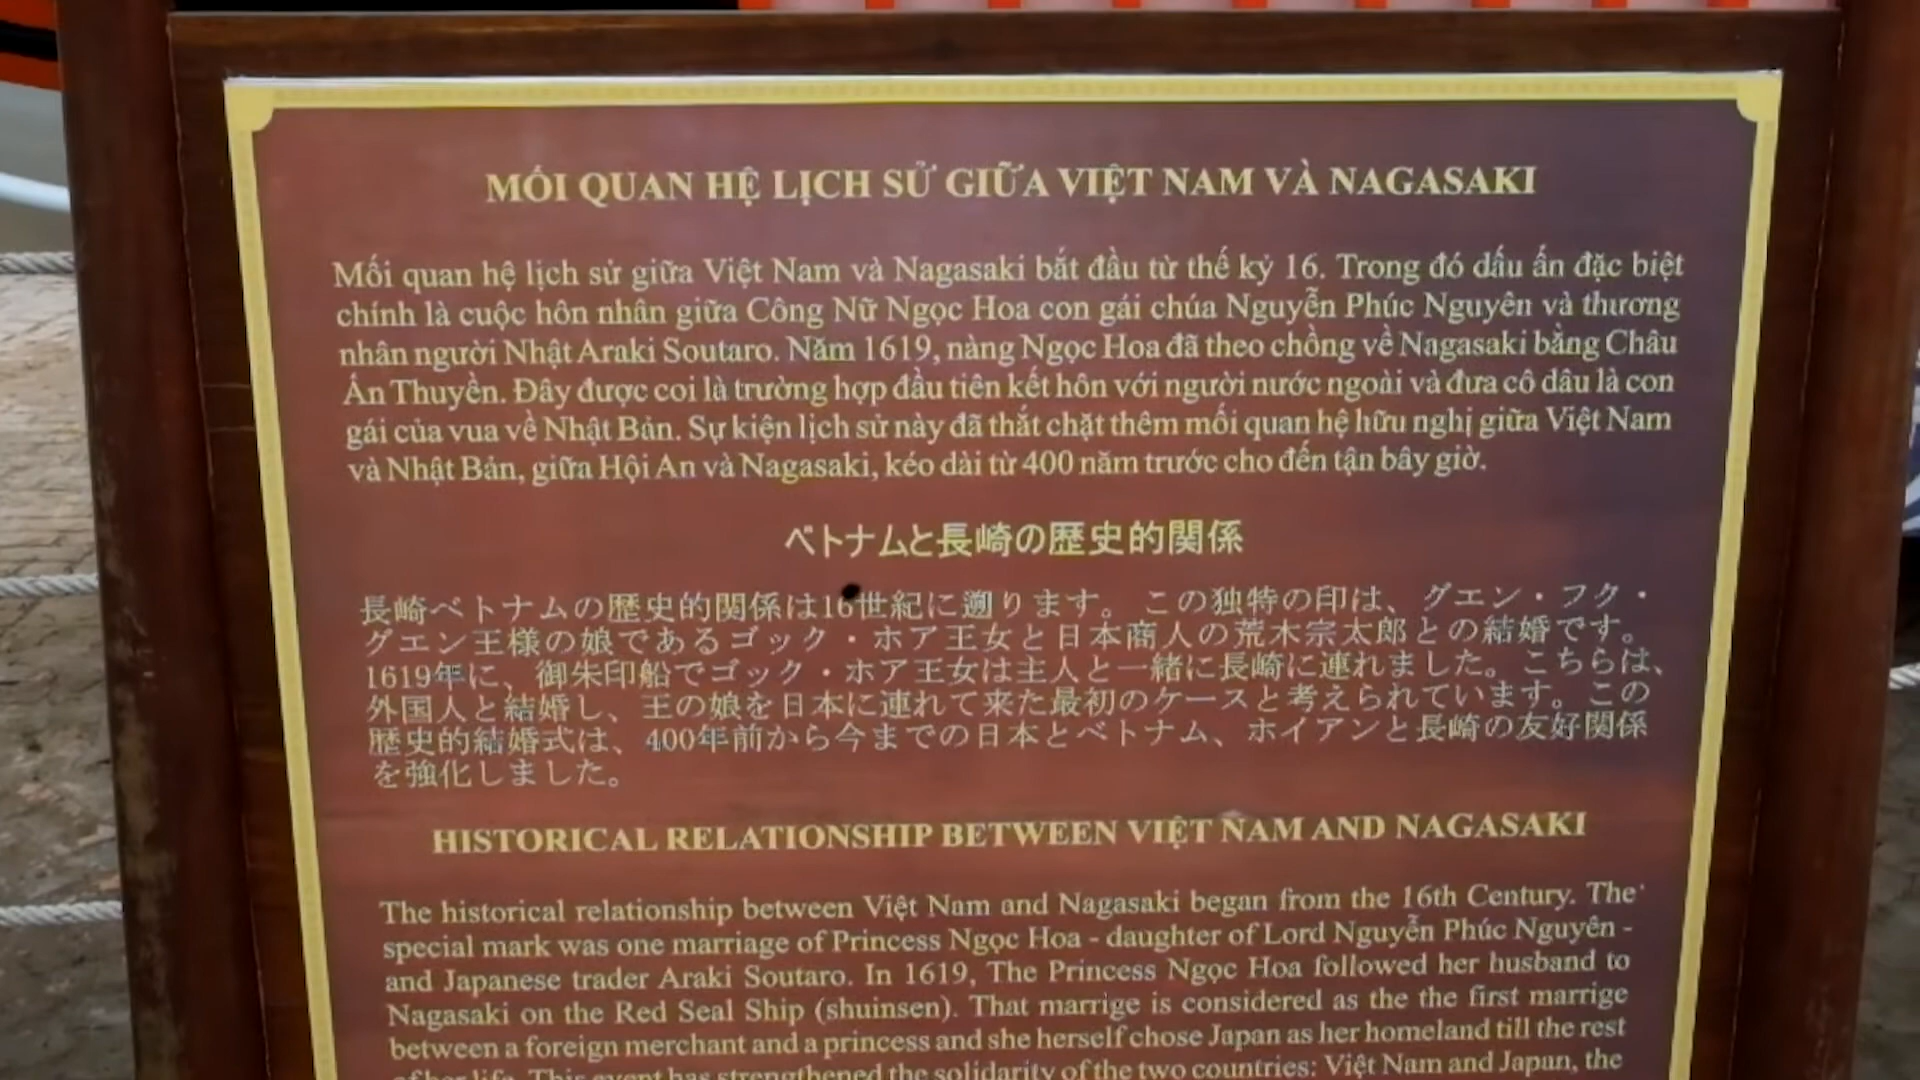 MỐI QUAN HỆ LỊCH SỬ GIỮA VIỆT NAM VÀ NAGASAKI
Mối quan hệ lịch sử giữa Việt Nam và Nagasaki bắt đầu từ thế kỷ 16. Trong đó dấu ấn đặc biệt
chính là cuộc hôn nhân giữa Công Nữ Ngọc Hoa con gái chúa Nguyễn Phúc Nguyên và thương
nhân người Nhật Araki Soutaro. Năm 1619, nàng Ngọc Hoa đã theo chồng về Nagasaki bằng Châu
Ấn Thuyền. Đây được coi là trường hợp đầu tiên kết hôn với người nước ngoài và đưa cô dâu là con
gái của vua về Nhật Bản. Sự kiện lịch sử này đã thắt chặt thêm mối quan hệ hữu nghị giữa Việt Nam
và Nhật Bản, giữa Hội An và Nagasaki, kéo dài từ 400 năm trước cho đến tận bây giờ.
ベトナムと長崎の歴史的関係
長崎ベトナムの歴史的関係は16世紀に遡ります。この独特の印は、グエン・フク・
グエン王様の娘であるゴック・ホア王女と日本商人の荒木宗太郎との結婚です。
1619年に、御朱印船でゴック・ホア王女は主人と一緒に長崎に連れました。こちらは、
外国人と結婚し、王の娘を日本に連れて来た最初のケースと考えられています。この
歴史的結婚式は、400年前から今までの日本とベトナム、ホイアンと長崎の友好関係
を強化しました。
HISTORICAL RELATIONSHIP BETWEEN VIỆT NAM AND NAGASAKI
The historical relationship between Việt Nam and Nagasaki began from the 16th Century. The
special mark was one marriage of Princess Ngọc Hoa - daughter of Lord Nguyễn Phúc Nguyên -
and Japanese trader Araki Soutaro. In 1619, The Princess Ngọc Hoa followed her husband to
Nagasaki on the Red Seal Ship (shuinsen). That marrige is considered as the the first marrige
between a foreign merchant and a princess and she herself chose Japan as her homeland till the rest
of her life. This event has strengthened the solidarity of the two countries: Việt Nam and Japan, the